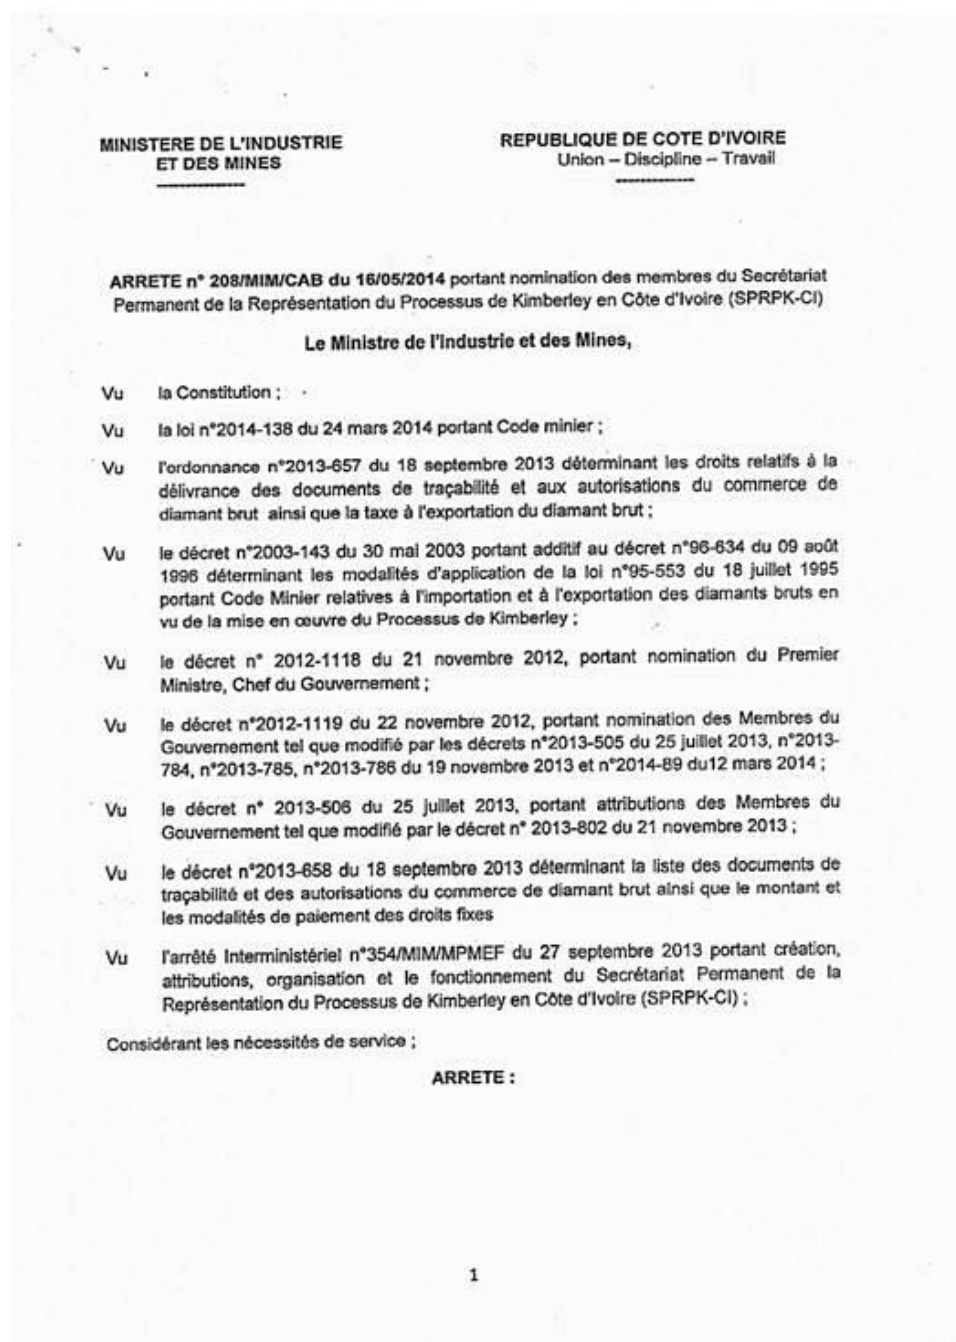 MINISTERE DE L'INDUSTRIE
ET DES MINES
REPUBLIQUE DE COTE D'IVOIRE
Union – Discipline – Travail
ARRETE n° 208/MIM/CAB du 16/05/2014 portant nomination des membres du Secrétariat
Permanent de la Représentation du Processus de Kimberley en Côte d'Ivoire (SPRPK-CI)
Le Ministre de l'Industrie et des Mines,
Vu la Constitution ;
Vu la loi n°2014-138 du 24 mars 2014 portant Code minier ;
Vu l'ordonnance n°2013-657 du 18 septembre 2013 déterminant les droits relatifs à la
délivrance des documents de traçabilité et aux autorisations du commerce de
diamant brut ainsi que la taxe à l'exportation du diamant brut ;
Vu le décret n°2003-143 du 30 mai 2003 portant additif au décret n°96-634 du 09 août
1996 déterminant les modalités d'application de la loi n°95-553 du 18 juillet 1995
portant Code Minier relatives à l'importation et à l'exportation des diamants bruts en
vu de la mise en œuvre du Processus de Kimberley ;
Vu le décret n° 2012-1118 du 21 novembre 2012, portant nomination du Premier
Ministre, Chef du Gouvernement ;
Vu le décret n°2012-1119 du 22 novembre 2012, portant nomination des Membres du
Gouvernement tel que modifié par les décrets n°2013-505 du 25 juillet 2013, n°2013-
784, n°2013-785, n°2013-786 du 19 novembre 2013 et n°2014-89 du12 mars 2014 ;
Vu le décret n° 2013-506 du 25 juillet 2013, portant attributions des Membres du
Gouvernement tel que modifié par le décret n° 2013-802 du 21 novembre 2013 ;
Vu le décret n°2013-658 du 18 septembre 2013 déterminant la liste des documents de
traçabilité et des autorisations du commerce de diamant brut ainsi que le montant et
les modalités de paiement des droits fixes
Vu l'arrêté Interministériel n°354/MIM/MPMEF du 27 septembre 2013 portant création,
attributions, organisation et le fonctionnement du Secrétariat Permanent de la
Représentation du Processus de Kimberley en Côte d'Ivoire (SPRPK-CI) ;
Considérant les nécessités de service ;
ARRETE :
1